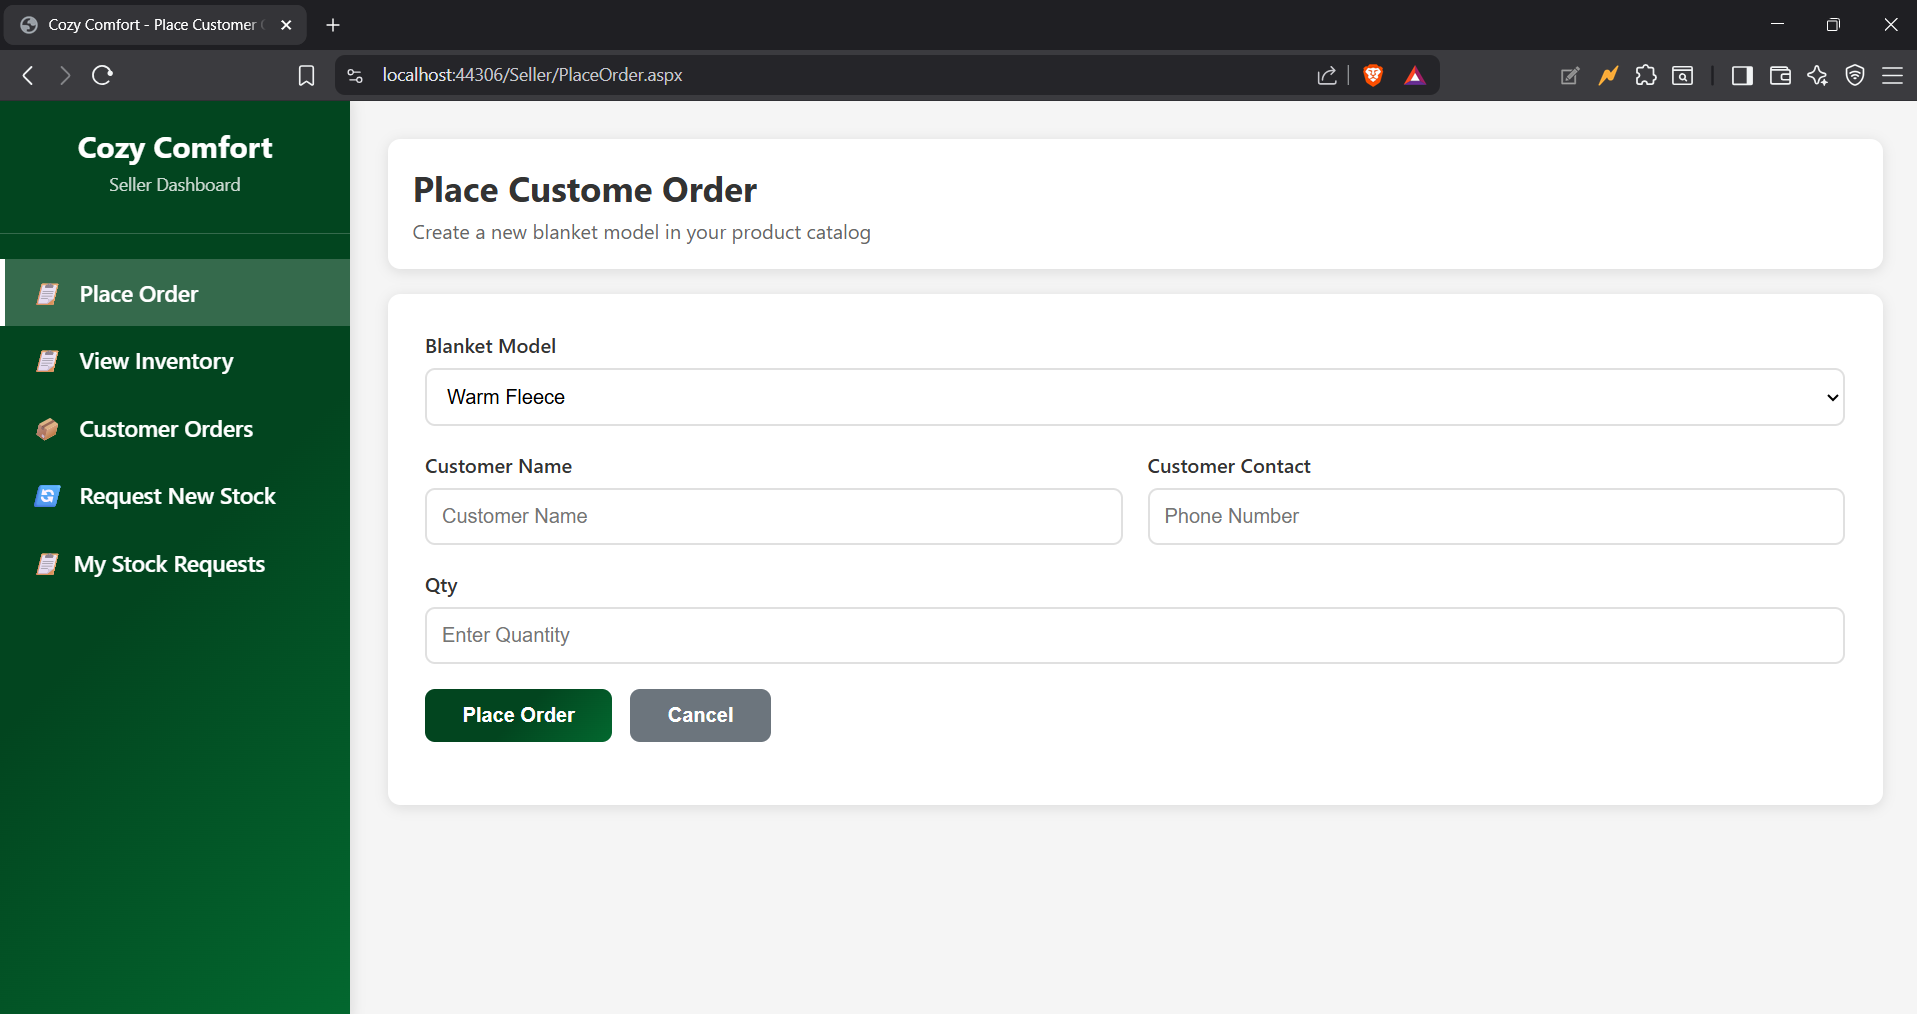 Cozy Comfort - Place Customer
localhost:44306/Seller/PlaceOrder.aspx
Cozy Comfort
Seller Dashboard
Place Order
View Inventory
Customer Orders
Request New Stock
My Stock Requests
Place Custome Order
Create a new blanket model in your product catalog
Blanket Model
Warm Fleece
Customer Name
Customer Contact
Customer Name
Phone Number
Qty
Enter Quantity
Place Order
Cancel